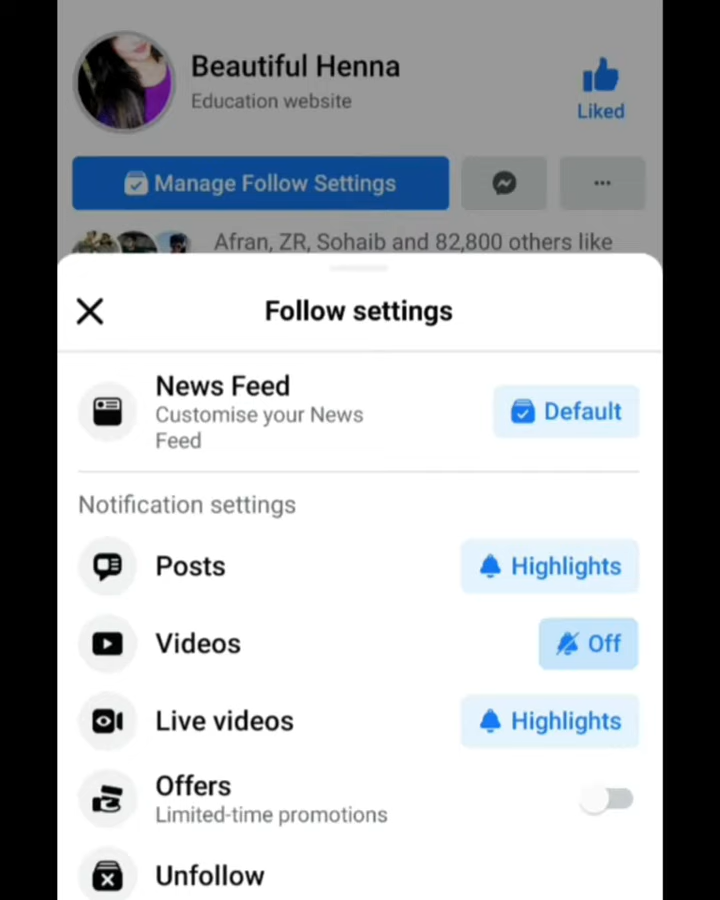 Beautiful Henna
Education website
Liked
Manage Follow Settings
Afran, ZR, Sohaib and 82,800 others like
Follow settings
News Feed
Customise your News
Feed
Default
Notification settings
Posts
Highlights
Videos
Off
Live videos
Highlights
Offers
Limited-time promotions
Unfollow